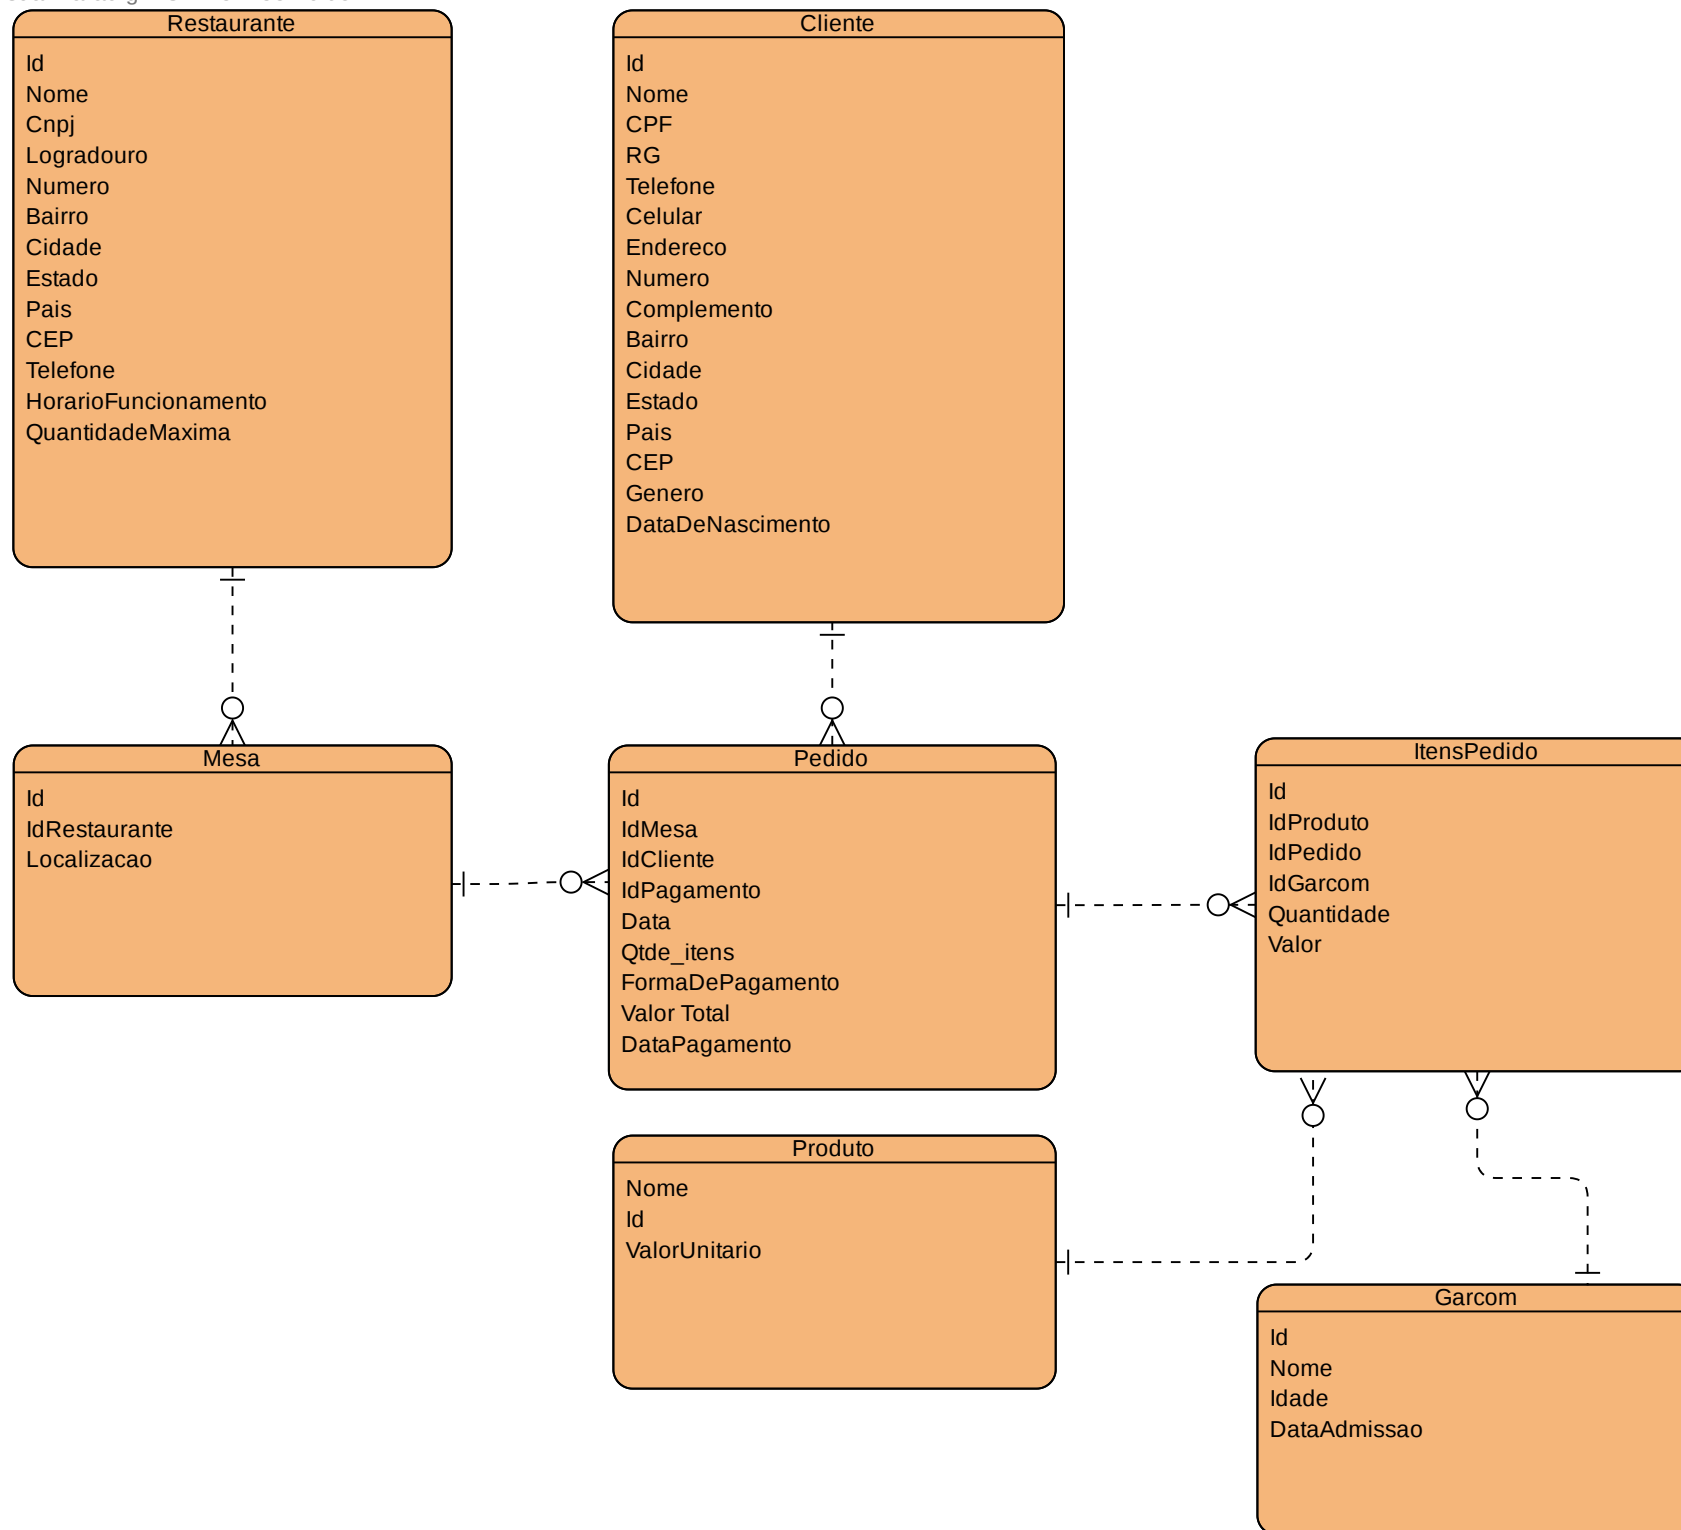 Restaurante
Id
Nome
Cnpj
Logradouro
Numero
Bairro
Cidade
Estado
Pais
CEP
Telefone
HorarioFuncionamento
QuantidadeMaxima
Cliente
Id
Nome
CPF
RG
Telefone
Celular
Endereco
Numero
Complemento
Bairro
Cidade
Estado
Pais
CEP
Genero
DataDeNascimento
Mesa
Id
IdRestaurante
Localizacao
Pedido
Id
IdMesa
IdCliente
IdPagamento
Data
Qtde_itens
FormaDePagamento
Valor Total
DataPagamento
ItensPedido
Id
IdProduto
IdPedido
IdGarcom
Quantidade
Valor
Produto
Nome
Id
ValorUnitario
Garcom
Id
Nome
Idade
DataAdmissao